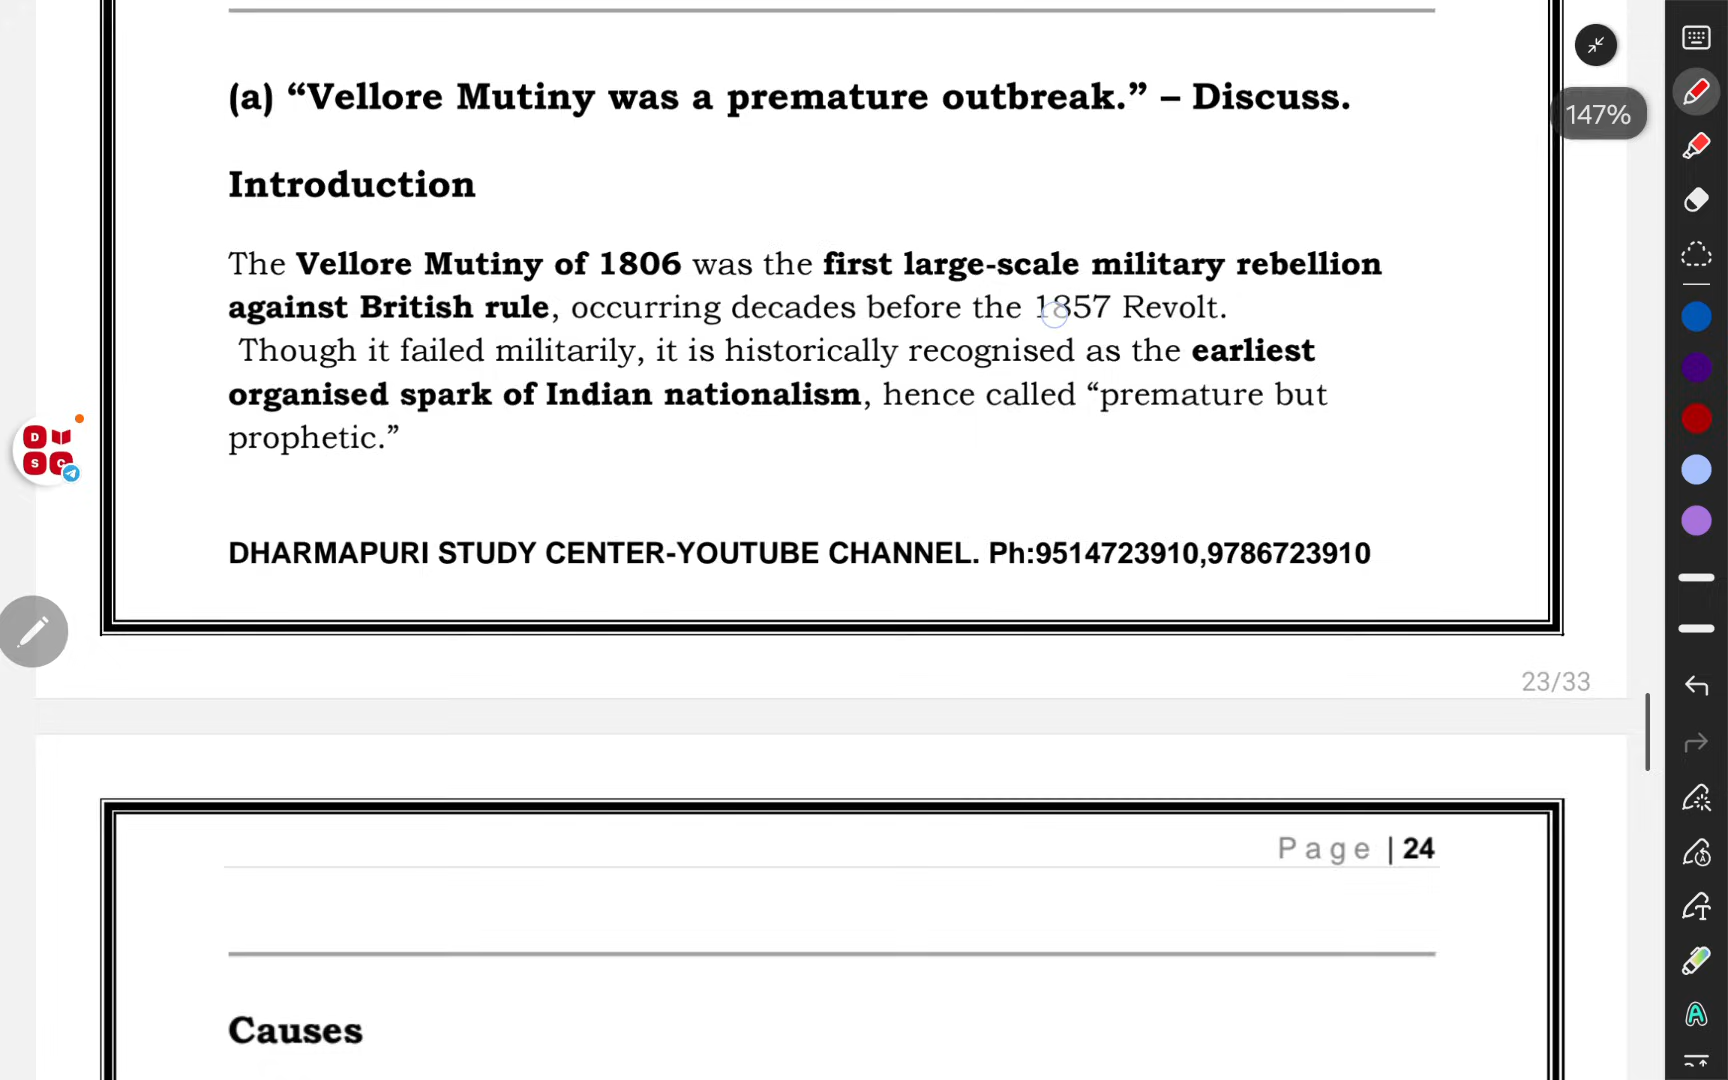 (a) “Vellore Mutiny was a premature outbreak.” – Discuss.
147%
Introduction
The Vellore Mutiny of 1806 was the first large-scale military rebellion
against British rule, occurring decades before the 1857 Revolt.
Though it failed militarily, it is historically recognised as the earliest
organised spark of Indian nationalism, hence called “premature but
prophetic.”
D
S C
DHARMAPURI STUDY CENTER-YOUTUBE CHANNEL. Ph:9514723910,9786723910
23/33
Page | 24
Causes